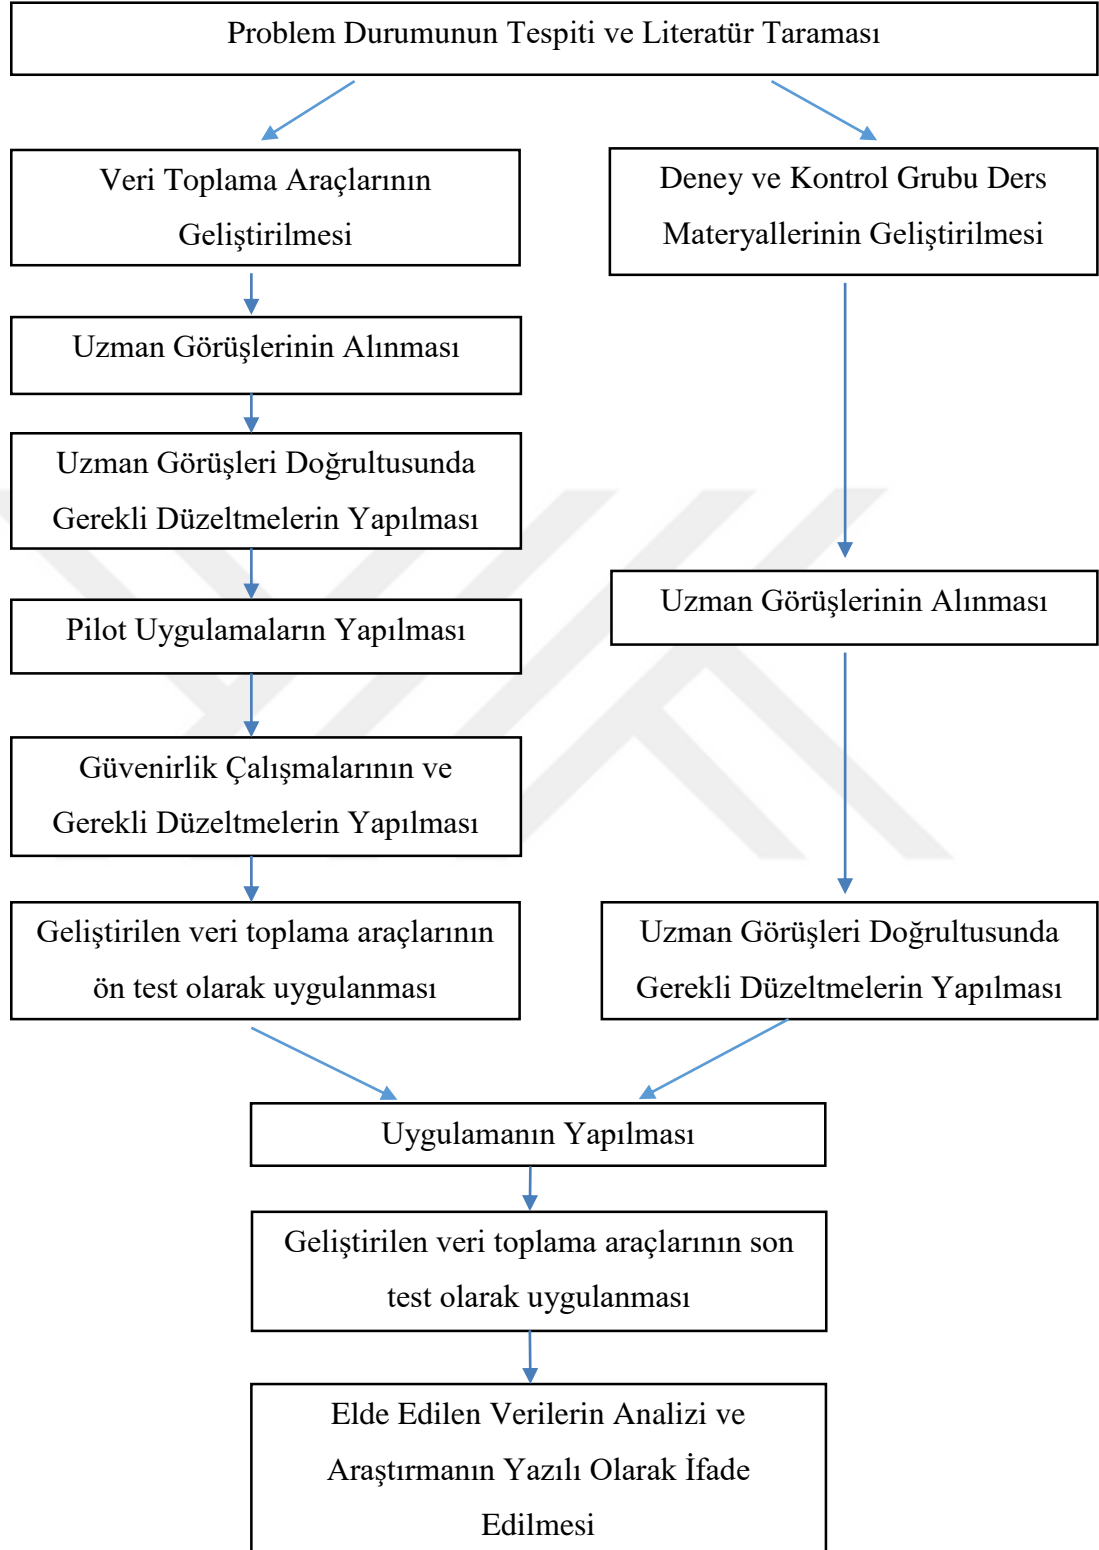 Problem Durumunun Tespiti ve Literatür Taraması
Veri Toplama Araçlarının
Geliştirilmesi
Deney ve Kontrol Grubu Ders
Materyallerinin Geliştirilmesi
Uzman Görüşlerinin Alınması
Uzman Görüşleri Doğrultusunda
Gerekli Düzeltmelerin Yapılması
Pilot Uygulamaların Yapılması
Uzman Görüşlerinin Alınması
Güvenirlik Çalışmalarının ve
Gerekli Düzeltmelerin Yapılması
Geliştirilen veri toplama araçlarının
ön test olarak uygulanması
Uzman Görüşleri Doğrultusunda
Gerekli Düzeltmelerin Yapılması
Uygulamanın Yapılması
Geliştirilen veri toplama araçlarının son
test olarak uygulanması
Elde Edilen Verilerin Analizi ve
Araştırmanın Yazılı Olarak İfade
Edilmesi